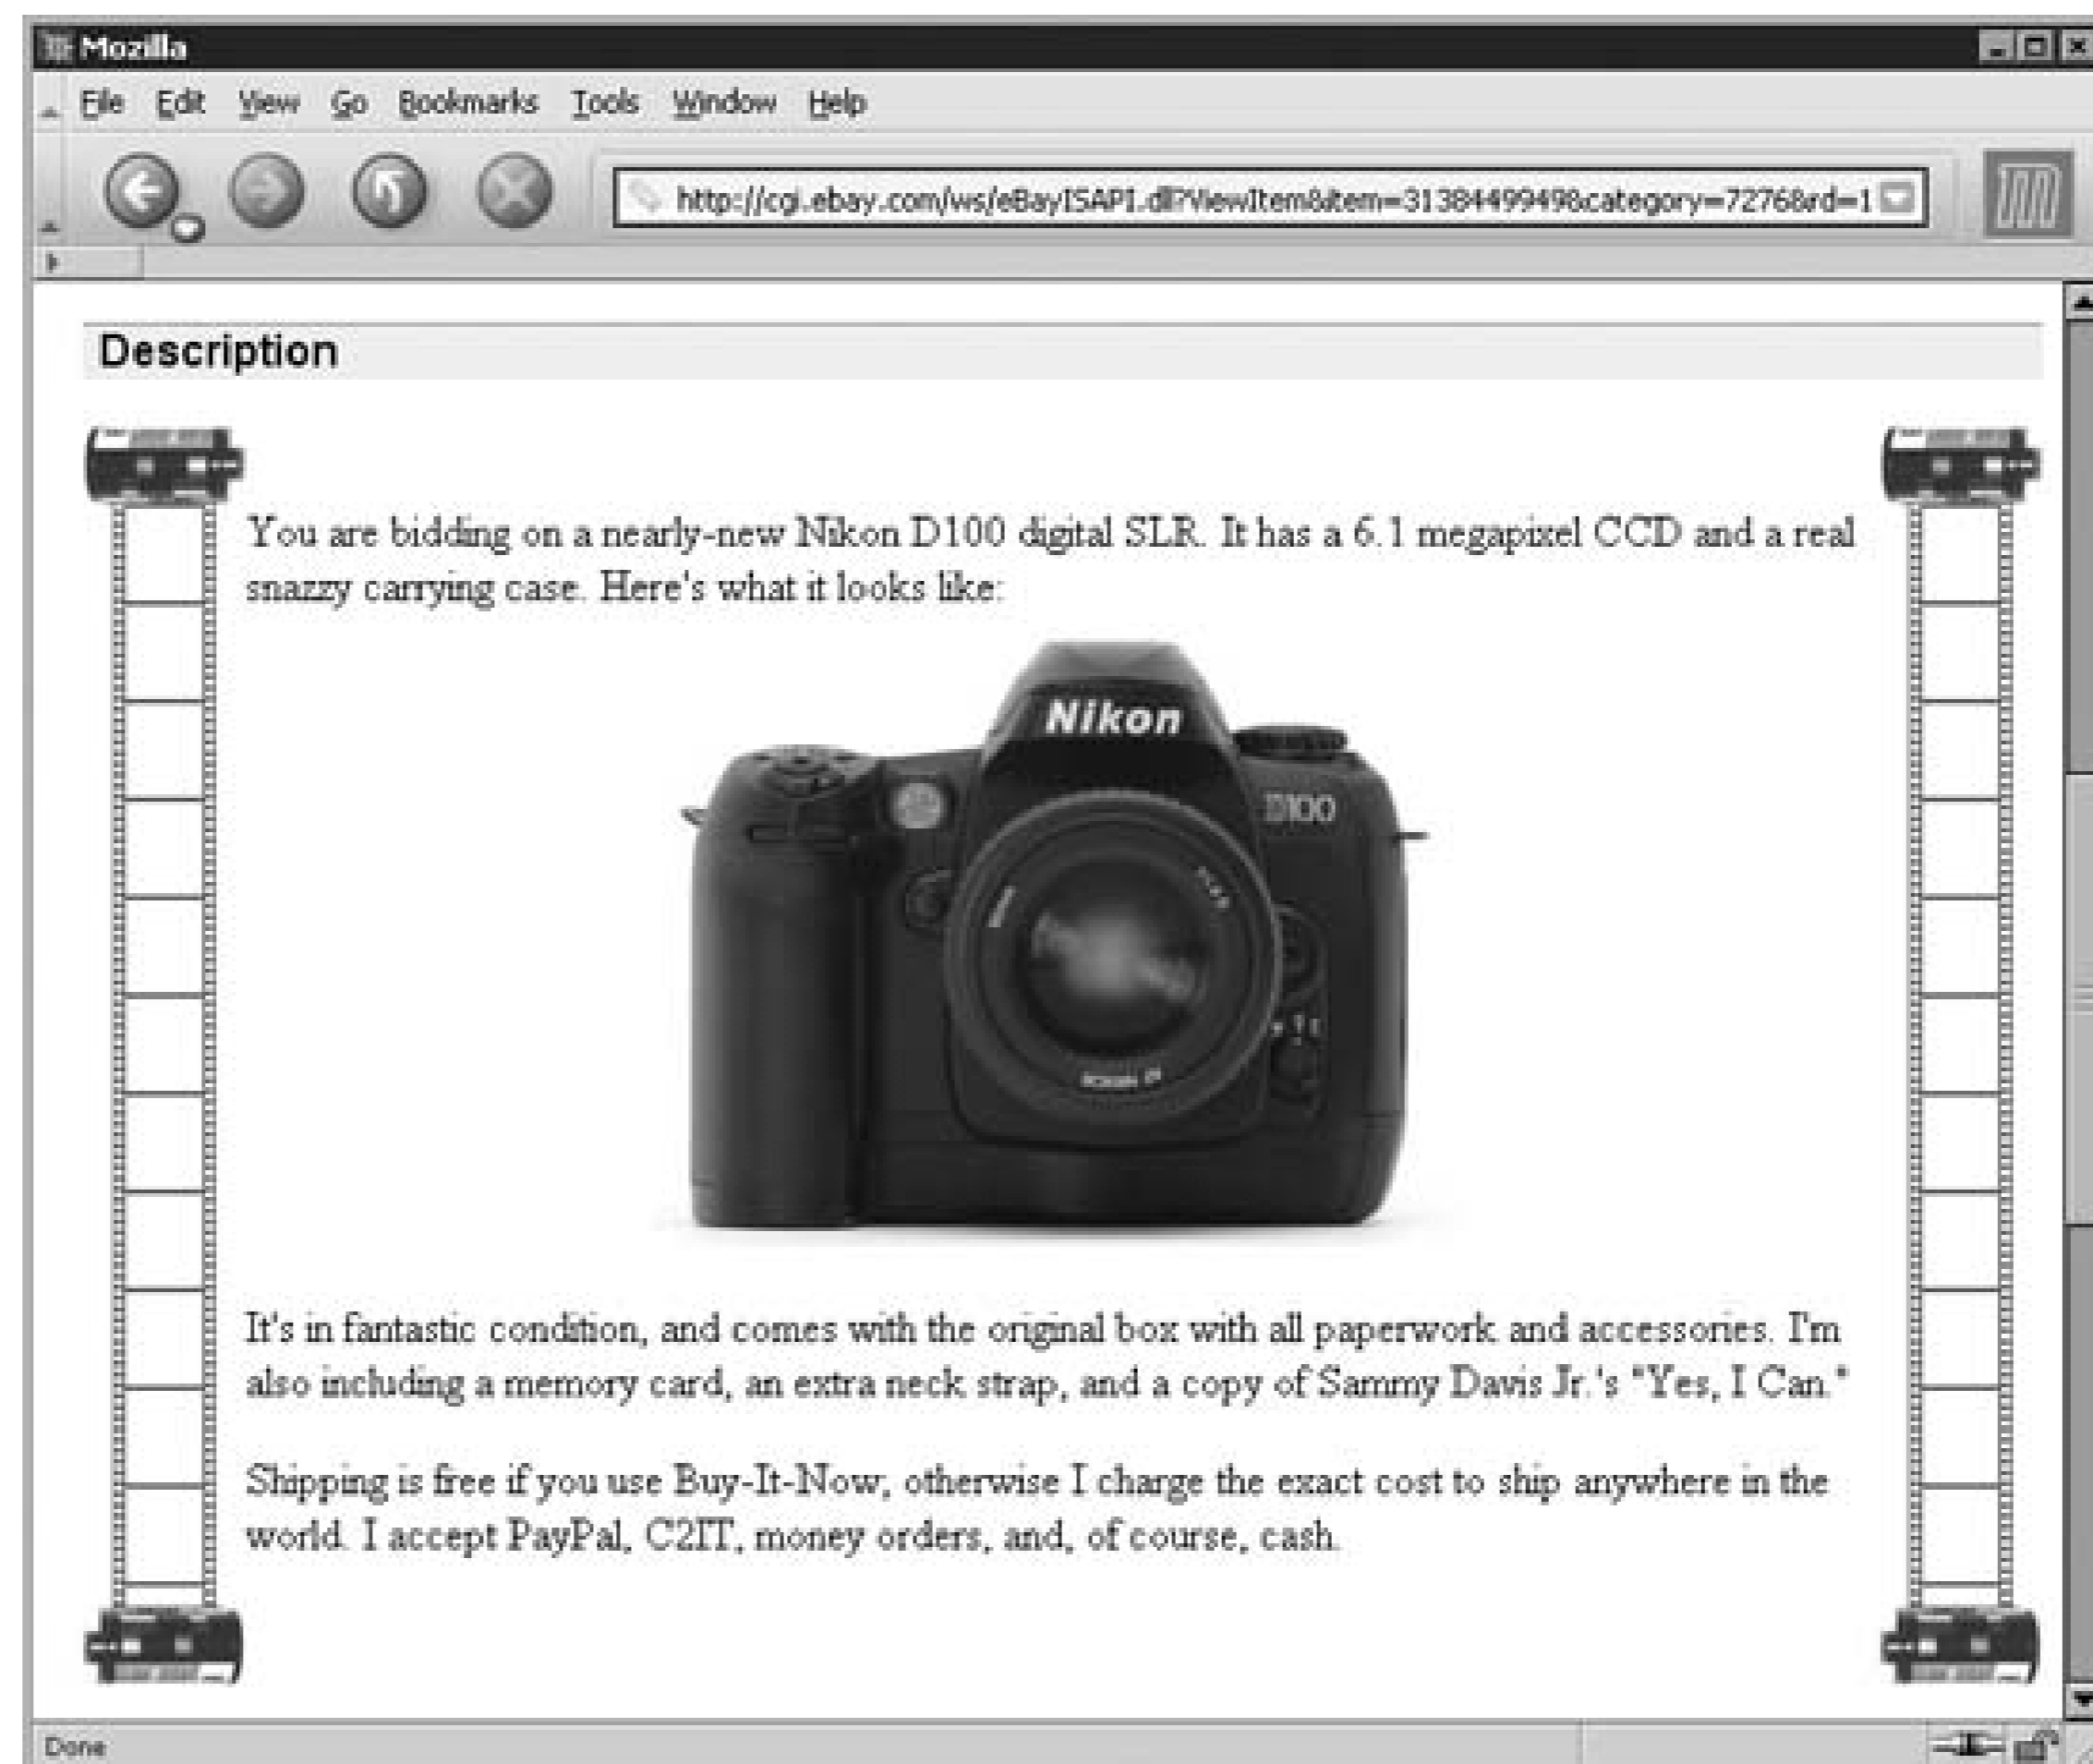 Mozilla
File Edit View Go Bookmarks Tools Window Help
http://cgi.ebay.com/ws/eBayISAPI.dll?ViewItem&item=3138449949&category=7276&rd=1
Description
You are bidding on a nearly-new Nikon D100 digital SLR. It has a 6.1 megapixel CCD and a real
snazzy carrying case. Here's what it looks like:
Nikon
D100
It's in fantastic condition, and comes with the original box with all paperwork and accessories. I'm
also including a memory card, an extra neck strap, and a copy of Sammy Davis Jr.'s "Yes, I Can."
Shipping is free if you use Buy-It-Now, otherwise I charge the exact cost to ship anywhere in the
world. I accept PayPal, C2IT, money orders, and, of course, cash.
Done